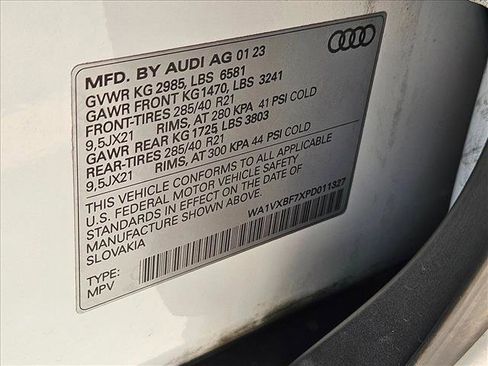 MFD. BY AUDI AG 01 23
GVWR KG 2985, LBS 6581
GAWR FRONT KG1470, LBS 3241
FRONT-TIRES 285/40 R21
9,5JX21 RIMS, AT 280 KPA 41 PSI COLD
GAWR REAR KG 1725, LBS 3803
REAR-TIRES 285/40 R21
9,5JX21 RIMS, AT 300 KPA 44 PSI COLD
THIS VEHICLE CONFORMS TO ALL APPLICABLE
U.S. FEDERAL MOTOR VEHICLE SAFETY
STANDARDS IN EFFECT ON THE DATE OF
MANUFACTURE SHOWN ABOVE.
SLOVAKIA
WA1VXBF7XPD011327
TYPE:
MPV